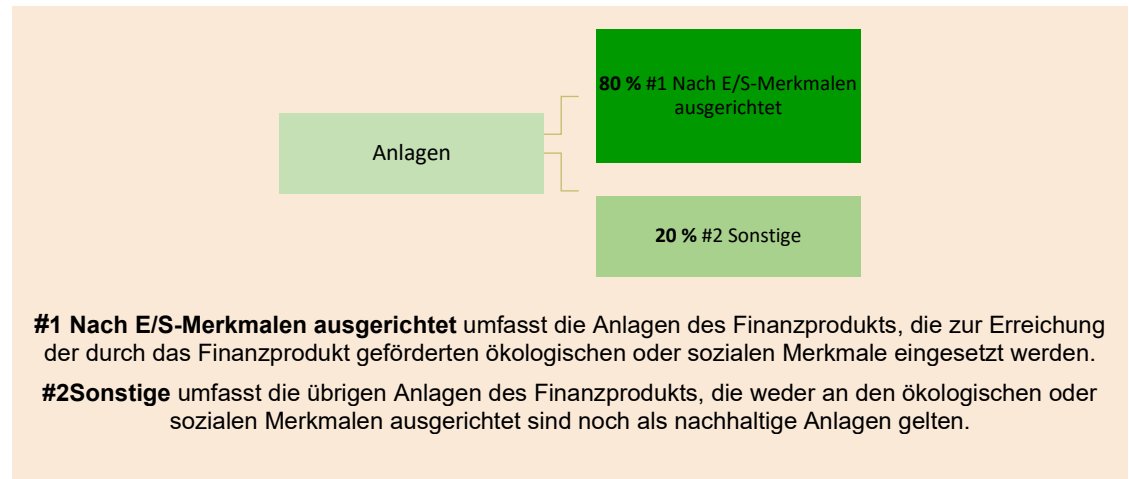 80 % #1 Nach E/S-Merkmalen
ausgerichtet
Anlagen
20 % #2 Sonstige
#1 Nach E/S-Merkmalen ausgerichtet umfasst die Anlagen des Finanzprodukts, die zur Erreichung
der durch das Finanzprodukt geförderten ökologischen oder sozialen Merkmale eingesetzt werden.
#2Sonstige umfasst die übrigen Anlagen des Finanzprodukts, die weder an den ökologischen oder
sozialen Merkmalen ausgerichtet sind noch als nachhaltige Anlagen gelten.